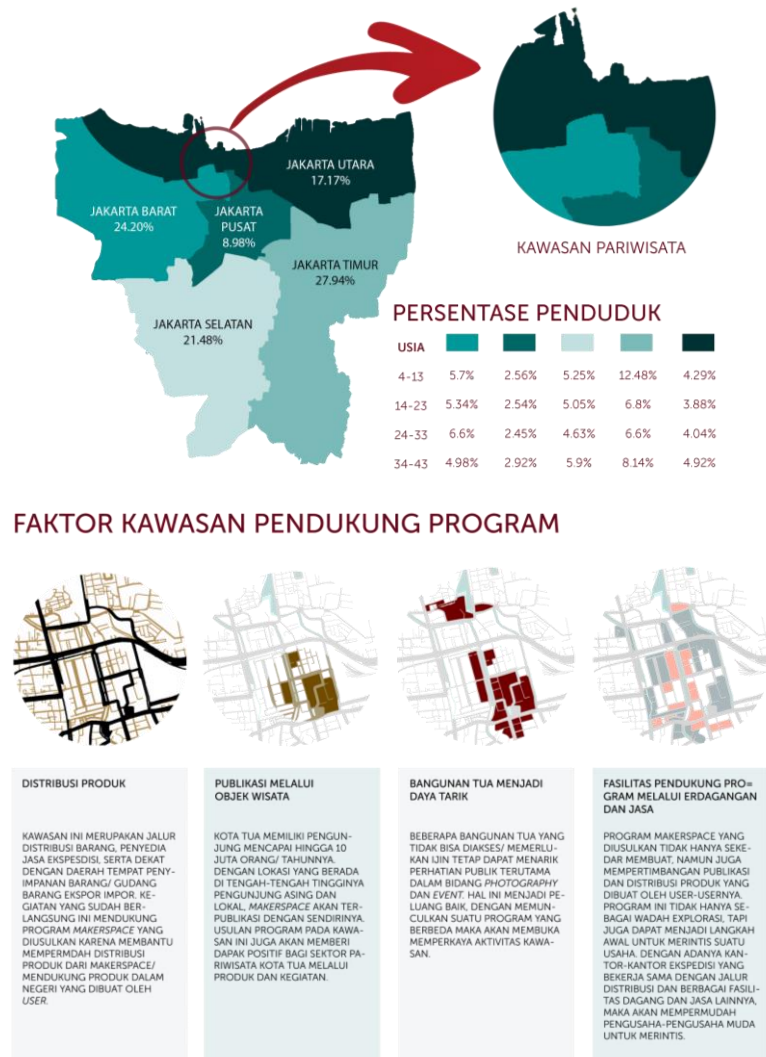 JAKARTA UTARA
17.17%
JAKARTA BARAT
24.20%
JAKARTA
PUSAT
8.98%
JAKARTA TIMUR
27.94%
JAKARTA SELATAN
21.48%
KAWASAN PARIWISATA
PERSENTASE PENDUDUK
USIA
4-13 5.7% 2.56% 5.25% 12.48% 4.29%
14-23 5.34% 2.54% 5.05% 6.8% 3.88%
24-33 6.6% 2.45% 4.63% 6.6% 4.04%
34-43 4.98% 2.92% 5.9% 8.14% 4.92%
FAKTOR KAWASAN PENDUKUNG PROGRAM
DISTRIBUSI PRODUK
KAWASAN INI MERUPAKAN JALUR
DISTRIBUSI BARANG, PENYEDIA
JASA EKSPESDISI, SERTA DEKAT
DENGAN DAERAH TEMPAT PENY-
IMPANAN BARANG/ GUDANG
BARANG EKSPOR IMPOR. KE-
GIATAN YANG SUDAH BER-
LANGSUNG INI MENDUKUNG
PROGRAM MAKERSPACE YANG
DIUSULKAN KARENA MEMBANTU
MEMPERMDAH DISTRIBUSI
PRODUK DARI MAKERSPACE/
MENDUKUNG PRODUK DALAM
NEGERI YANG DIBUAT OLEH
USER.
PUBLIKASI MELALUI
OBJEK WISATA
KOTA TUA MEMILIKI PENGUN-
JUNG MENCAPAI HINGGA 10
JUTA ORANG/ TAHUNNYA.
DENGAN LOKASI YANG BERADA
DI TENGAH-TENGAH TINGGINYA
PENGUNJUNG ASING DAN
LOKAL, MAKERSPACE AKAN TER-
PUBLIKASI DENGAN SENDIRINYA.
USULAN PROGRAM PADA KAWA-
SAN INI JUGA AKAN MEMBERI
DAPAK POSITIF BAGI SEKTOR PA-
RIWISATA KOTA TUA MELALUI
PRODUK DAN KEGIATAN.
BANGUNAN TUA MENJADI
DAYA TARIK
BEBERAPA BANGUNAN TUA YANG
TIDAK BISA DIAKSES/ MEMERLU-
KAN IJIN TETAP DAPAT MENARIK
PERHATIAN PUBLIK TERUTAMA
DALAM BIDANG PHOTOGRAPHY
DAN EVENT. HAL INI MENJADI PE-
LUANG BAIK, DENGAN MEMUN-
CULKAN SUATU PROGRAM YANG
BERBEDA MAKA AKAN MEMBUKA
MEMPERKAYA AKTIVITAS KAWA-
SAN.
FASILITAS PENDUKUNG PRO=
GRAM MELALUI ERDAGANGAN
DAN JASA
PROGRAM MAKERSPACE YANG
DIUSULKAN TIDAK HANYA SEKE-
DAR MEMBUAT, NAMUN JUGA
MEMPERTIMBANGAN PUBLIKASI
DAN DISTRIBUSI PRODUK YANG
DIBUAT OLEH USER-USERNYA.
PROGRAM INI TIDAK HANYA SE-
BAGAI WADAH EXPLORASI, TAPI
JUGA DAPAT MENJADI LANGKAH
AWAL UNTUK MERINTIS SUATU
USAHA. DENGAN ADANYA KAN-
TOR-KANTOR EKSPEDISI YANG
BEKERJA SAMA DENGAN JALUR
DISTRIBUSI DAN BERBAGAI FASILI-
TAS DAGANG DAN JASA LAINNYA,
MAKA AKAN MEMPERMUDAH
PENGUSAHA-PENGUSAHA MUDA
UNTUK MERINTIS.